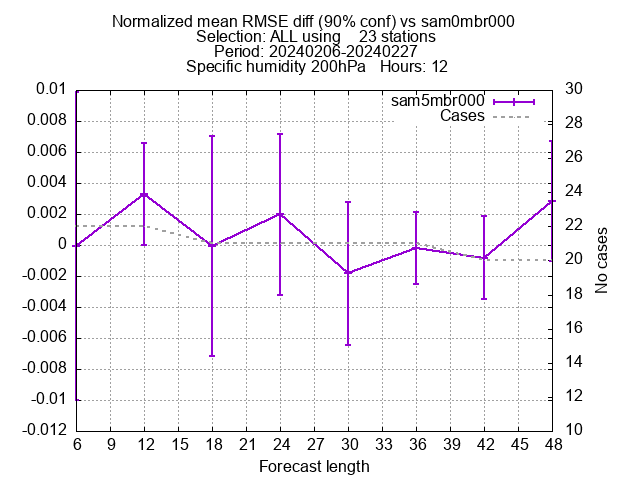 Normalized mean RMSE diff (90% conf) vs sam0mbr000
Selection: ALL using 23 stations
Period: 20240206-20240227
Specific humidity 200hPa Hours: 12
sam5mbr000
Cases
0.01
0.008
0.006
0.004
0.002
0
-0.002
-0.004
-0.006
-0.008
-0.01
-0.012
30
28
26
24
22
20
18
16
14
12
10
No cases
6 9 12 15 18 21 24 27 30 33 36 39 42 45 48
Forecast length